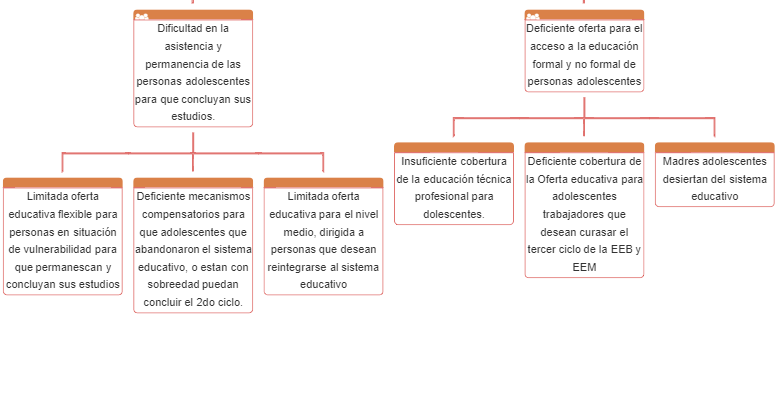 Dificultad en la
asistencia y
permanencia de las
personas adolescentes
para que concluyan sus
estudios.
Deficiente oferta para el
acceso a la educación
formal y no formal de
personas adolescentes
Limitada oferta
educativa flexible para
personas en situación
de vulnerabilidad para
que permanescan y
concluyan sus estudios
Deficiente mecanismos
compensatorios para
que adolescentes que
abandonaron el sistema
educativo, o estan con
sobreedad puedan
concluir el 2do ciclo.
Limitada oferta
educativa para el nivel
medio, dirigida a
personas que desean
reintegrarse al sistema
educativo
Insuficiente cobertura
de la educación técnica
profesional para
dolescentes.
Deficiente cobertura de
la Oferta educativa para
adolescentes
trabajadores que
desean curasar el
tercer ciclo de la EEB y
EEM
Madres adolescentes
desiertan del sistema
educativo